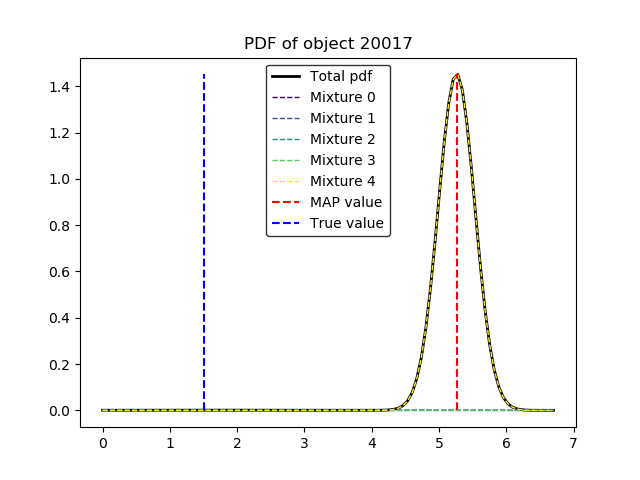 PDF of object 20017
Total pdf
Mixture 0
Mixture 1
Mixture 2
Mixture 3
Mixture 4
MAP value
True value
1.4
1.2
1.0
0.8
0.6
0.4
0.2
0.0
0 1 2 3 4 5 6 7